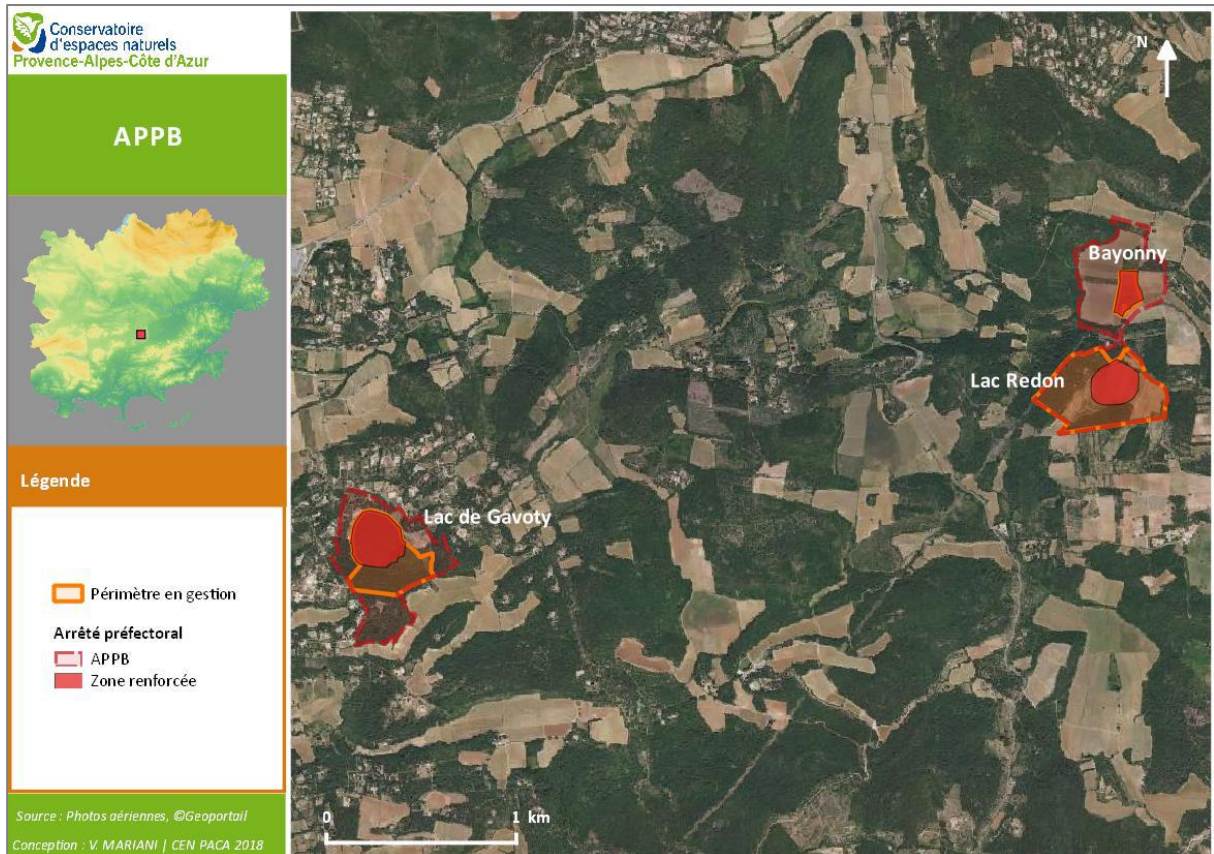 Conservatoire
d'espaces naturels
Provence-Alpes-Côte d'Azur
APPB
Légende
Périmètre en gestion
Arrêté préfectoral
APPB
Zone renforcée
Source : Photos aériennes, ©Geoportail
Conception : V. MARIANI | CEN PACA 2018
N
Bayonny
Lac Redon
Lac de Gavoty
0 1 km